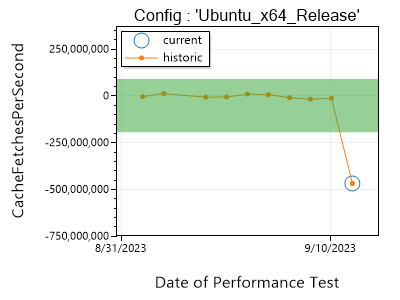 Config : 'Ubuntu_x64_Release'
current
historic
CacheFetchesPerSecond
250,000,000
0
-250,000,000
-500,000,000
-750,000,000
8/31/2023
9/10/2023
Date of Performance Test